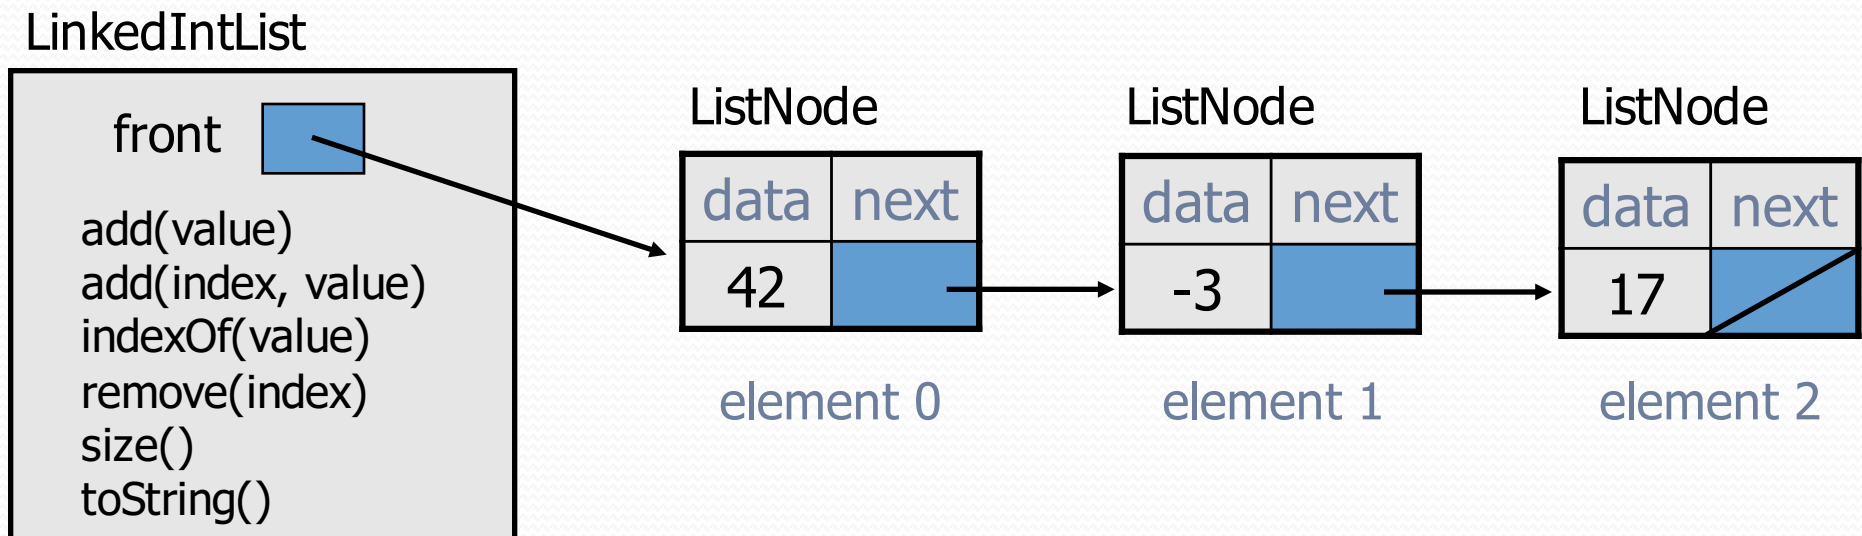 LinkedIntList
front
add(value)
add(index, value)
indexOf(value)
remove(index)
size()
toString()
ListNode
data next
42
element 0
ListNode
data next
-3
element 1
ListNode
data next
17
element 2